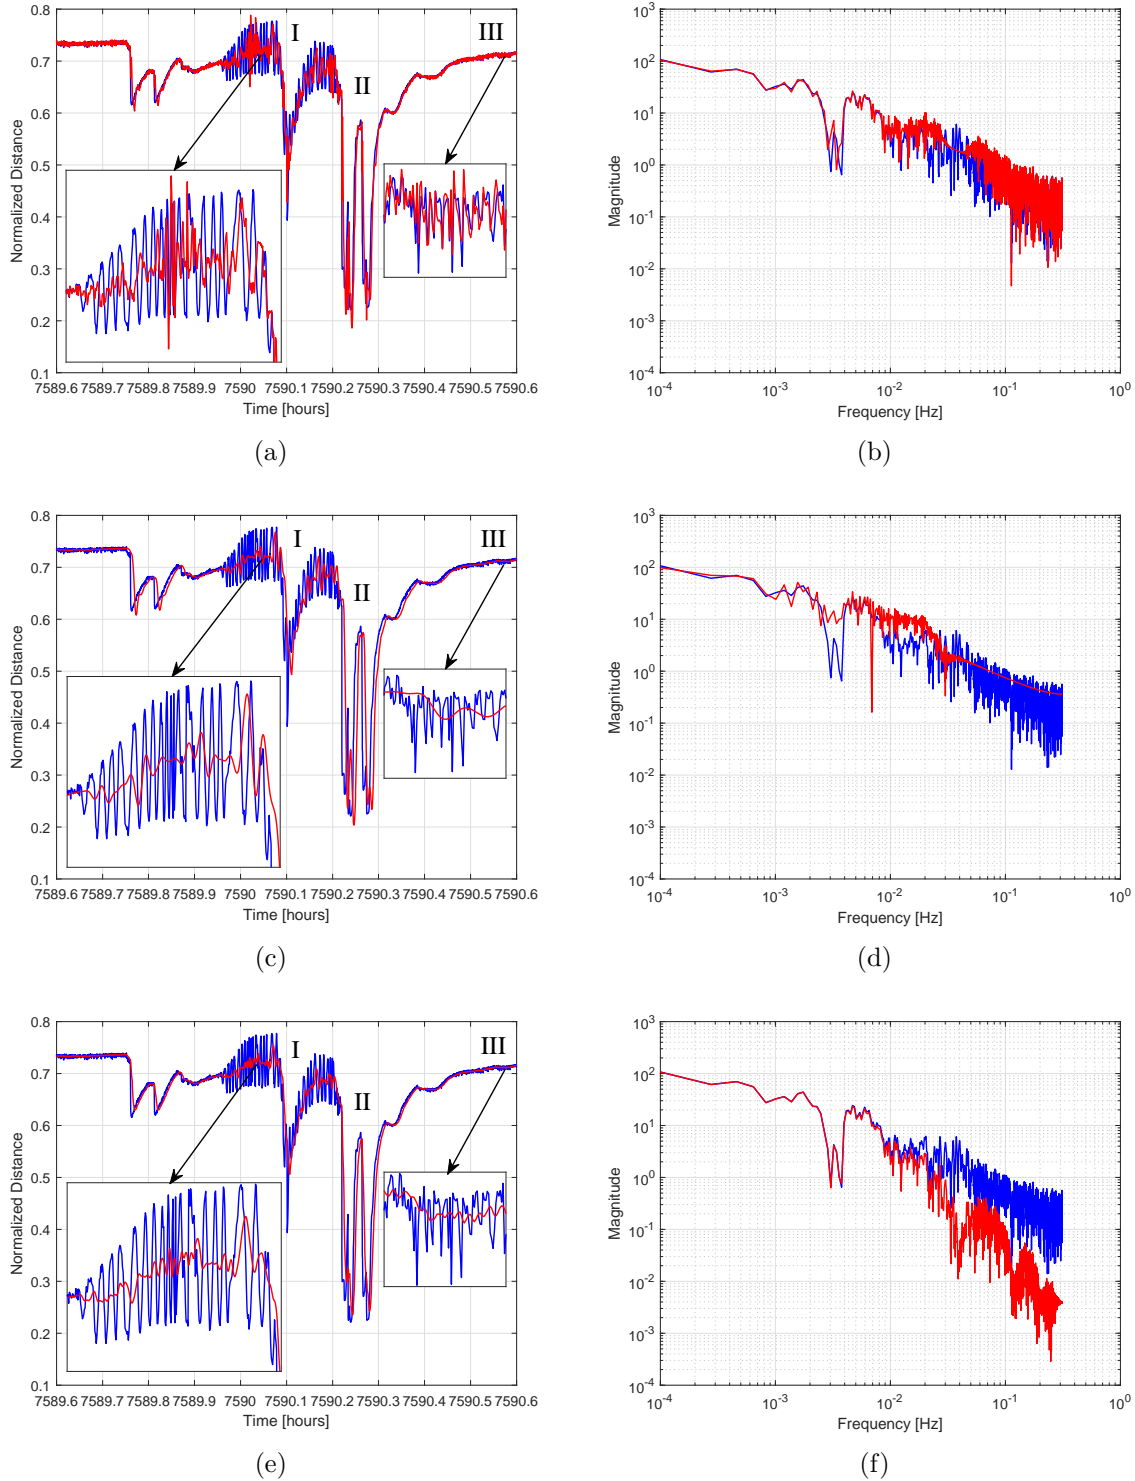 0.8
0.7
0.6
0.5
0.4
0.3
0.2
0.1
Normalized Distance
I
II
III
7589.6 7589.7 7589.8 7589.9 7590 7590.1 7590.2 7590.3 7590.4 7590.5 7590.6
Time [hours]
(a)
10^3
10^2
10^1
10^0
10^-1
10^-2
10^-3
10^-4
Magnitude
10^-4 10^-3 10^-2 10^-1 10^0
Frequency [Hz]
(b)
0.8
0.7
0.6
0.5
0.4
0.3
0.2
0.1
Normalized Distance
I
II
III
7589.6 7589.7 7589.8 7589.9 7590 7590.1 7590.2 7590.3 7590.4 7590.5 7590.6
Time [hours]
(c)
10^3
10^2
10^1
10^0
10^-1
10^-2
10^-3
10^-4
Magnitude
10^-4 10^-3 10^-2 10^-1 10^0
Frequency [Hz]
(d)
0.8
0.7
0.6
0.5
0.4
0.3
0.2
0.1
Normalized Distance
I
II
III
7589.6 7589.7 7589.8 7589.9 7590 7590.1 7590.2 7590.3 7590.4 7590.5 7590.6
Time [hours]
(e)
10^3
10^2
10^1
10^0
10^-1
10^-2
10^-3
10^-4
Magnitude
10^-4 10^-3 10^-2 10^-1 10^0
Frequency [Hz]
(f)